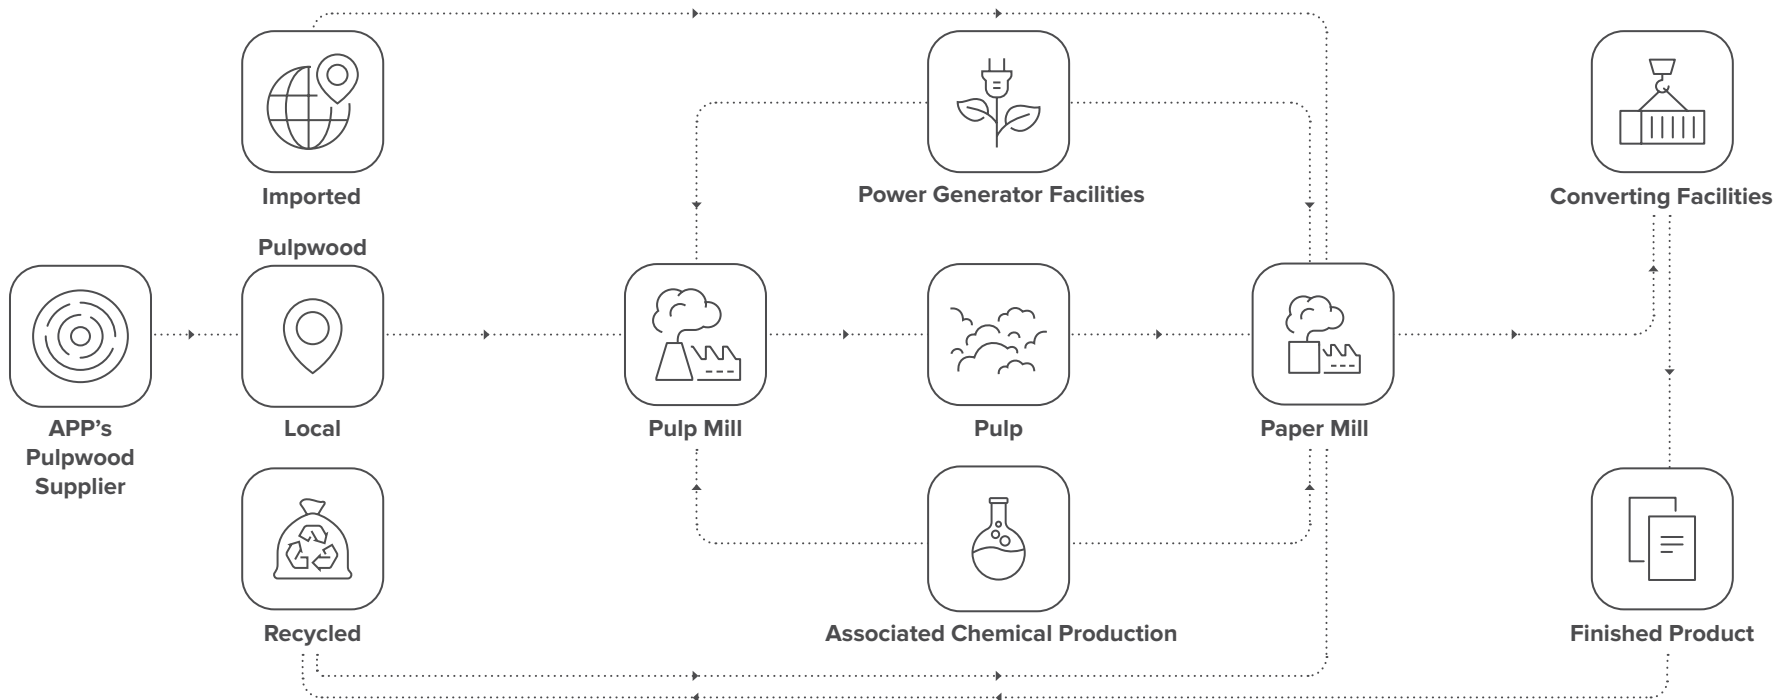 Imported
Power Generator Facilities
Converting Facilities
Pulpwood
APP’s
Pulpwood
Supplier
Local
Pulp Mill
Pulp
Paper Mill
Recycled
Associated Chemical Production
Finished Product